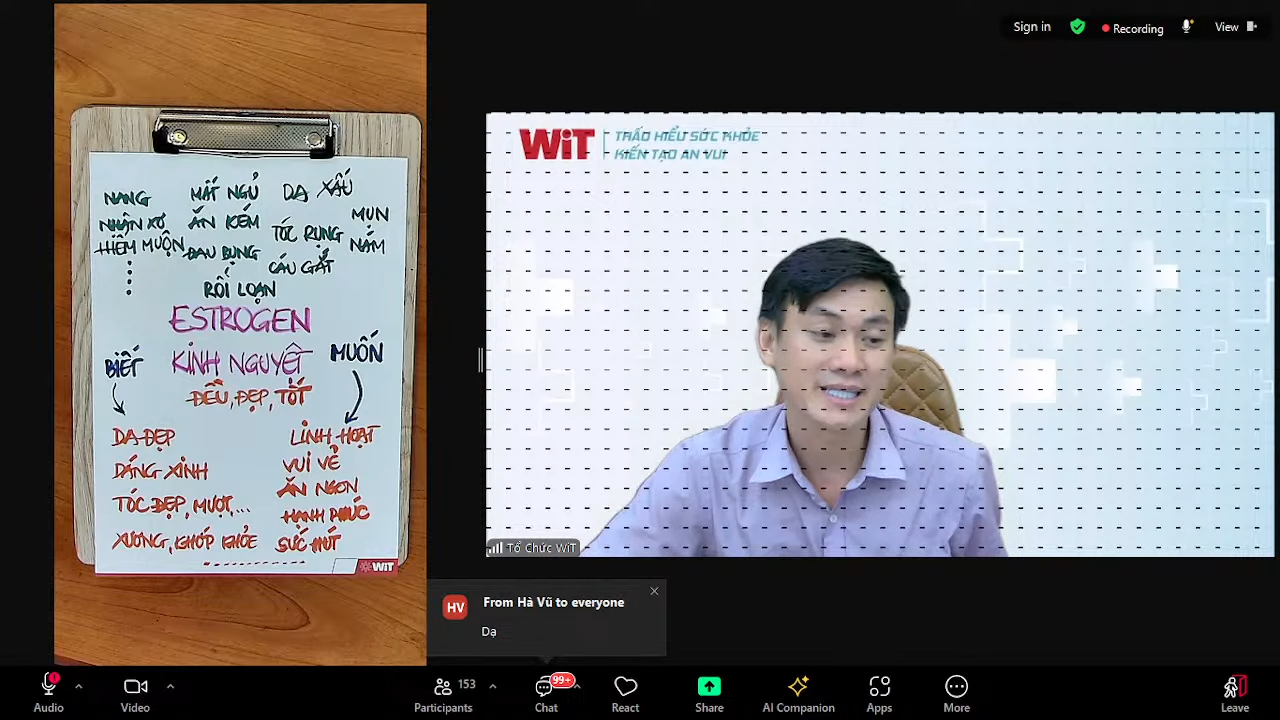 Sign in
Recording
View
NANG
NHÂN XƠ
HIẾM MUỘN
MẤT NGỦ
ĂN KÉM
ĐAU BỤNG
DA XẤU
TÓC RỤNG
CÁU GẮT
MỤN
NÁM
RỐI LOẠN
ESTROGEN
BIẾT
KINH NGUYỆT
MUỐN
ĐỀU, ĐẸP, TỐT
DA ĐẸP
DÁNG XINH
TÓC ĐẸP, MƯỢT,...
XƯƠNG, KHỚP KHỎE
LINH HOẠT
VUI VẺ
ĂN NGON
HẠNH PHÚC
SỨC HÚT
WiT
WiT
THẤU HIỂU SỨC KHỎE
KIẾN TẠO AN VUI
Tổ Chức WiT
HV
From Hà Vũ to everyone
Dạ
Audio
Video
153
Participants
99+
Chat
React
Share
AI Companion
Apps
More
Leave